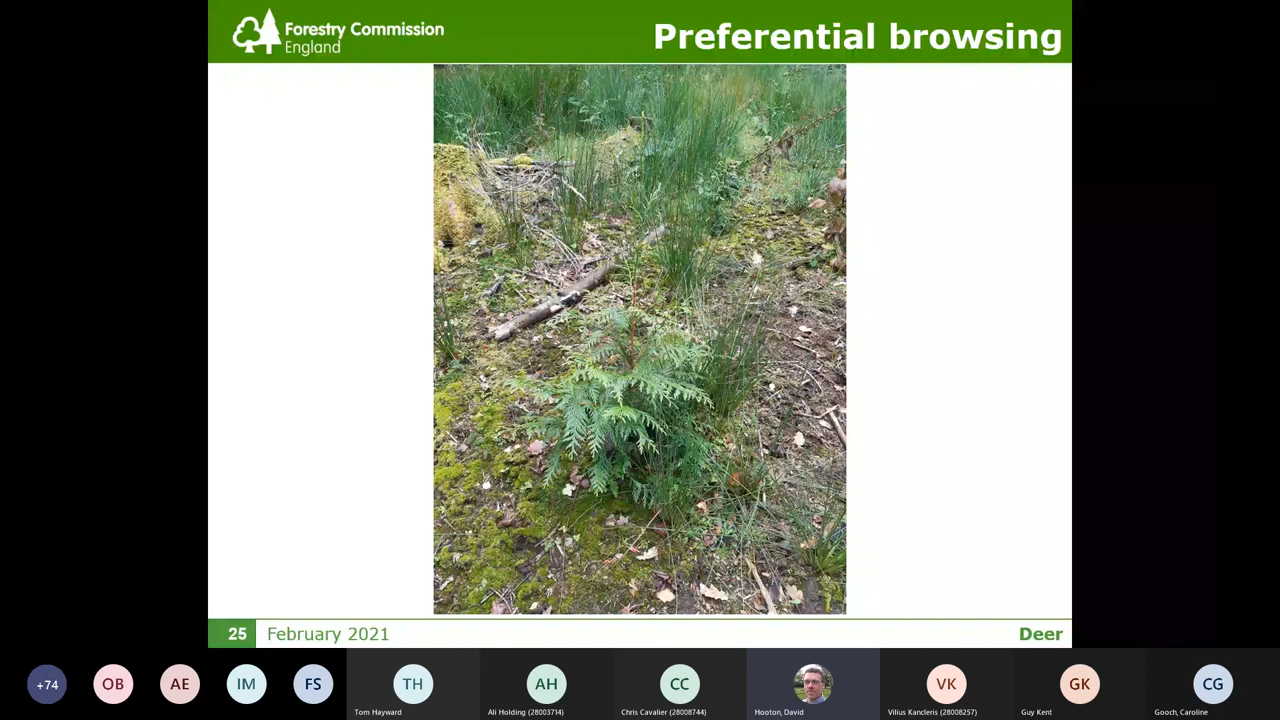 Forestry Commission
England
Preferential browsing
25
February 2021
Deer
+74
OB
AE
IM
FS
TH
AH
CC
VK
GK
CG
Tom Hayward
Ali Holding (28003714)
Chris Cavalier (28008744)
Hooton, David
Vilius Kancleris (28008257)
Guy Kent
Gooch, Caroline